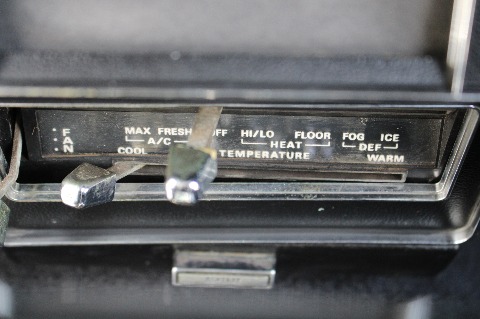 FAN
MAX FRESH OFF HI/LO FLOOR FOG ICE
A/C HEAT DEF
COOL TEMPERATURE WARM